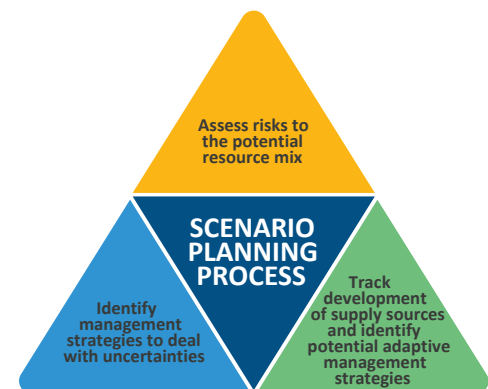 Assess risks to
the potential
resource mix
SCENARIO
PLANNING
PROCESS
Identify
management
strategies to deal
with uncertainties
Track
development
of supply sources
and identify
potential adaptive
management
strategies